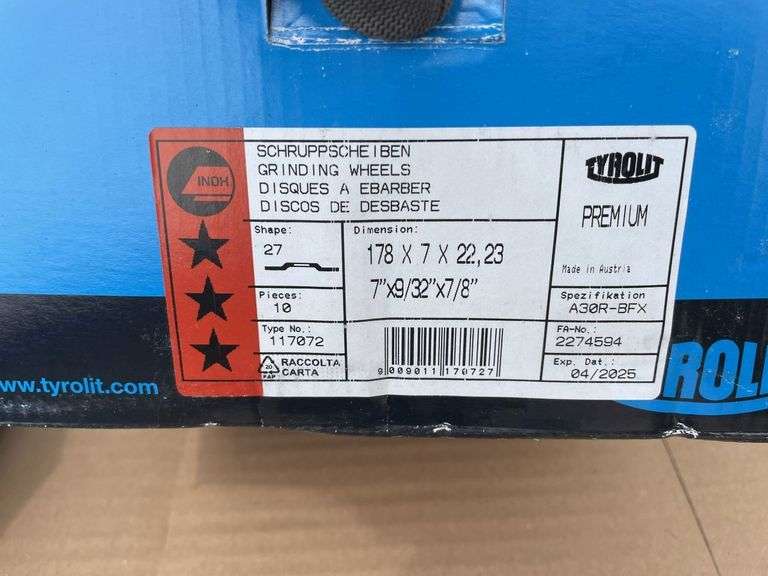 INOX
SCHRUPPSCHEIBEN
GRINDING WHEELS
DISQUES A EBARBER
DISCOS DE DESBASTE
TYROLIT
PREMIUM
Made in Austria
Shape:
27
Dimension:
178 X 7 X 22,23
7"x9/32"x7/8"
Pieces:
10
Type No.:
117072
20
PAP
RACCOLTA
CARTA
9 009011 170727
Spezifikation
A30R-BFX
FA-No.:
2274594
Exp. Dat.:
04/2025
www.tyrolit.com
ROLI